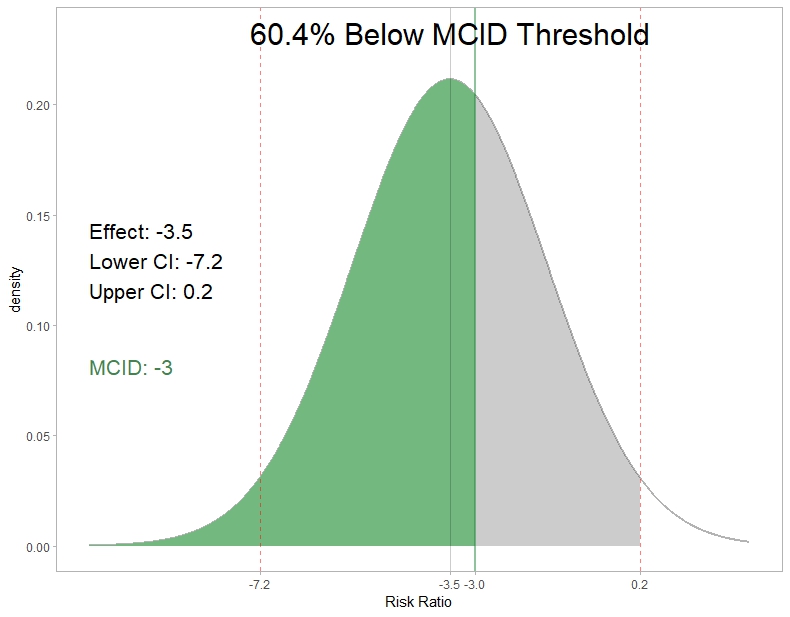 60.4% Below MCID Threshold
0.20
0.15
0.10
0.05
0.00
density
Effect: -3.5
Lower CI: -7.2
Upper CI: 0.2
MCID: -3
-7.2 -3.5 -3.0 0.2
Risk Ratio